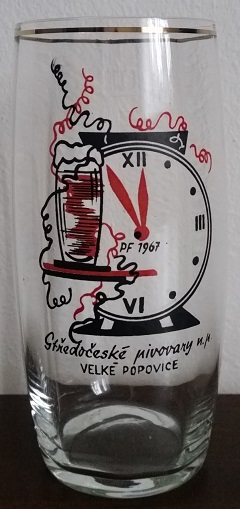 XII
III
PF 1967
VI
Středočeské pivovary n.p.
VELKÉ POPOVICE